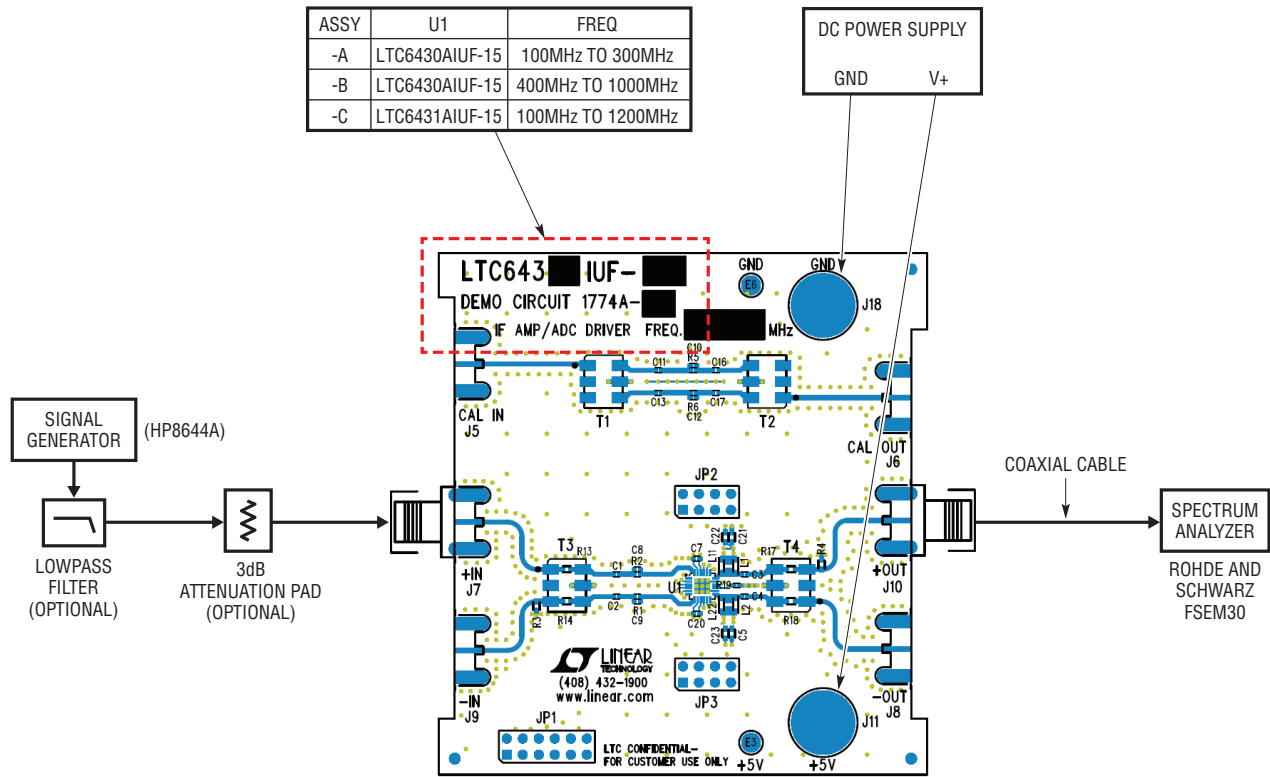 ASSY U1 FREQ
-A LTC6430AIUF-15 100MHz TO 300MHz
-B LTC6430AIUF-15 400MHz TO 1000MHz
-C LTC6431AIUF-15 100MHz TO 1200MHz
DC POWER SUPPLY
GND V+
LTC643 IUF-
DEMO CIRCUIT 1774A-
IF AMP/ADC DRIVER FREQ. MHz
GND
E6
GND
J18
C10
R5
C11
C16
C13
R6
C12
C17
T1
T2
CAL IN
J5
CAL OUT
J6
SIGNAL
GENERATOR
(HP8644A)
LOWPASS
FILTER
(OPTIONAL)
3dB
ATTENUATION PAD
(OPTIONAL)
COAXIAL CABLE
SPECTRUM
ANALYZER
ROHDE AND
SCHWARZ
FSEM30
+IN
J7
+OUT
J10
JP2
T3
R13
C8
R2
C1
C7
C22
C21
L11
L1
R17
T4
R4
C3
U1
R19
C4
C2
R1
C9
R3
R14
C20
L22
L2
C23
C5
R18
LINEAR
TECHNOLOGY
(408) 432-1900
www.linear.com
JP3
-IN
J9
-OUT
J8
JP1
LTC CONFIDENTIAL-
FOR CUSTOMER USE ONLY
E3
+5V
J11
+5V